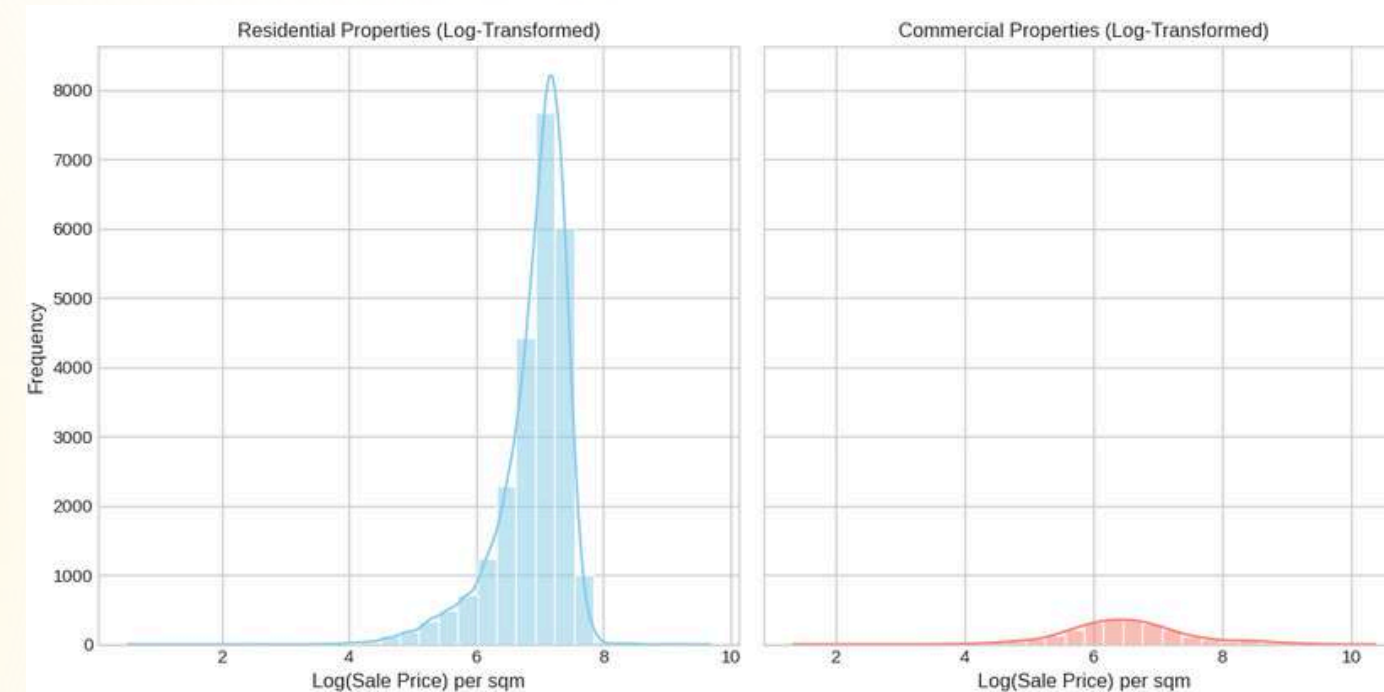 Residential Properties (Log-Transformed)
Commercial Properties (Log-Transformed)
8000
7000
6000
5000
4000
3000
2000
1000
0
Frequency
2 4 6 8 10
2 4 6 8 10
Log(Sale Price) per sqm
Log(Sale Price) per sqm